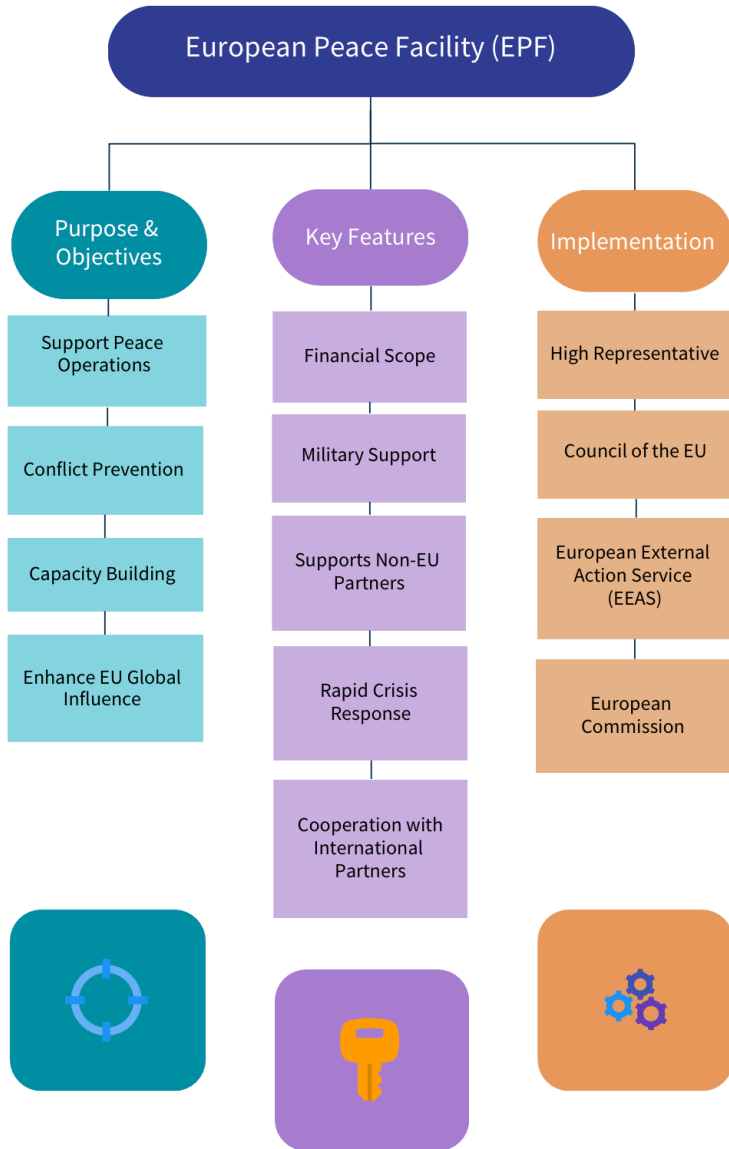 European Peace Facility (EPF)
Purpose &
Objectives
Support Peace
Operations
Conflict Prevention
Capacity Building
Enhance EU Global
Influence
Key Features
Financial Scope
Military Support
Supports Non-EU
Partners
Rapid Crisis
Response
Cooperation with
International
Partners
Implementation
High Representative
Council of the EU
European External
Action Service
(EEAS)
European
Commission